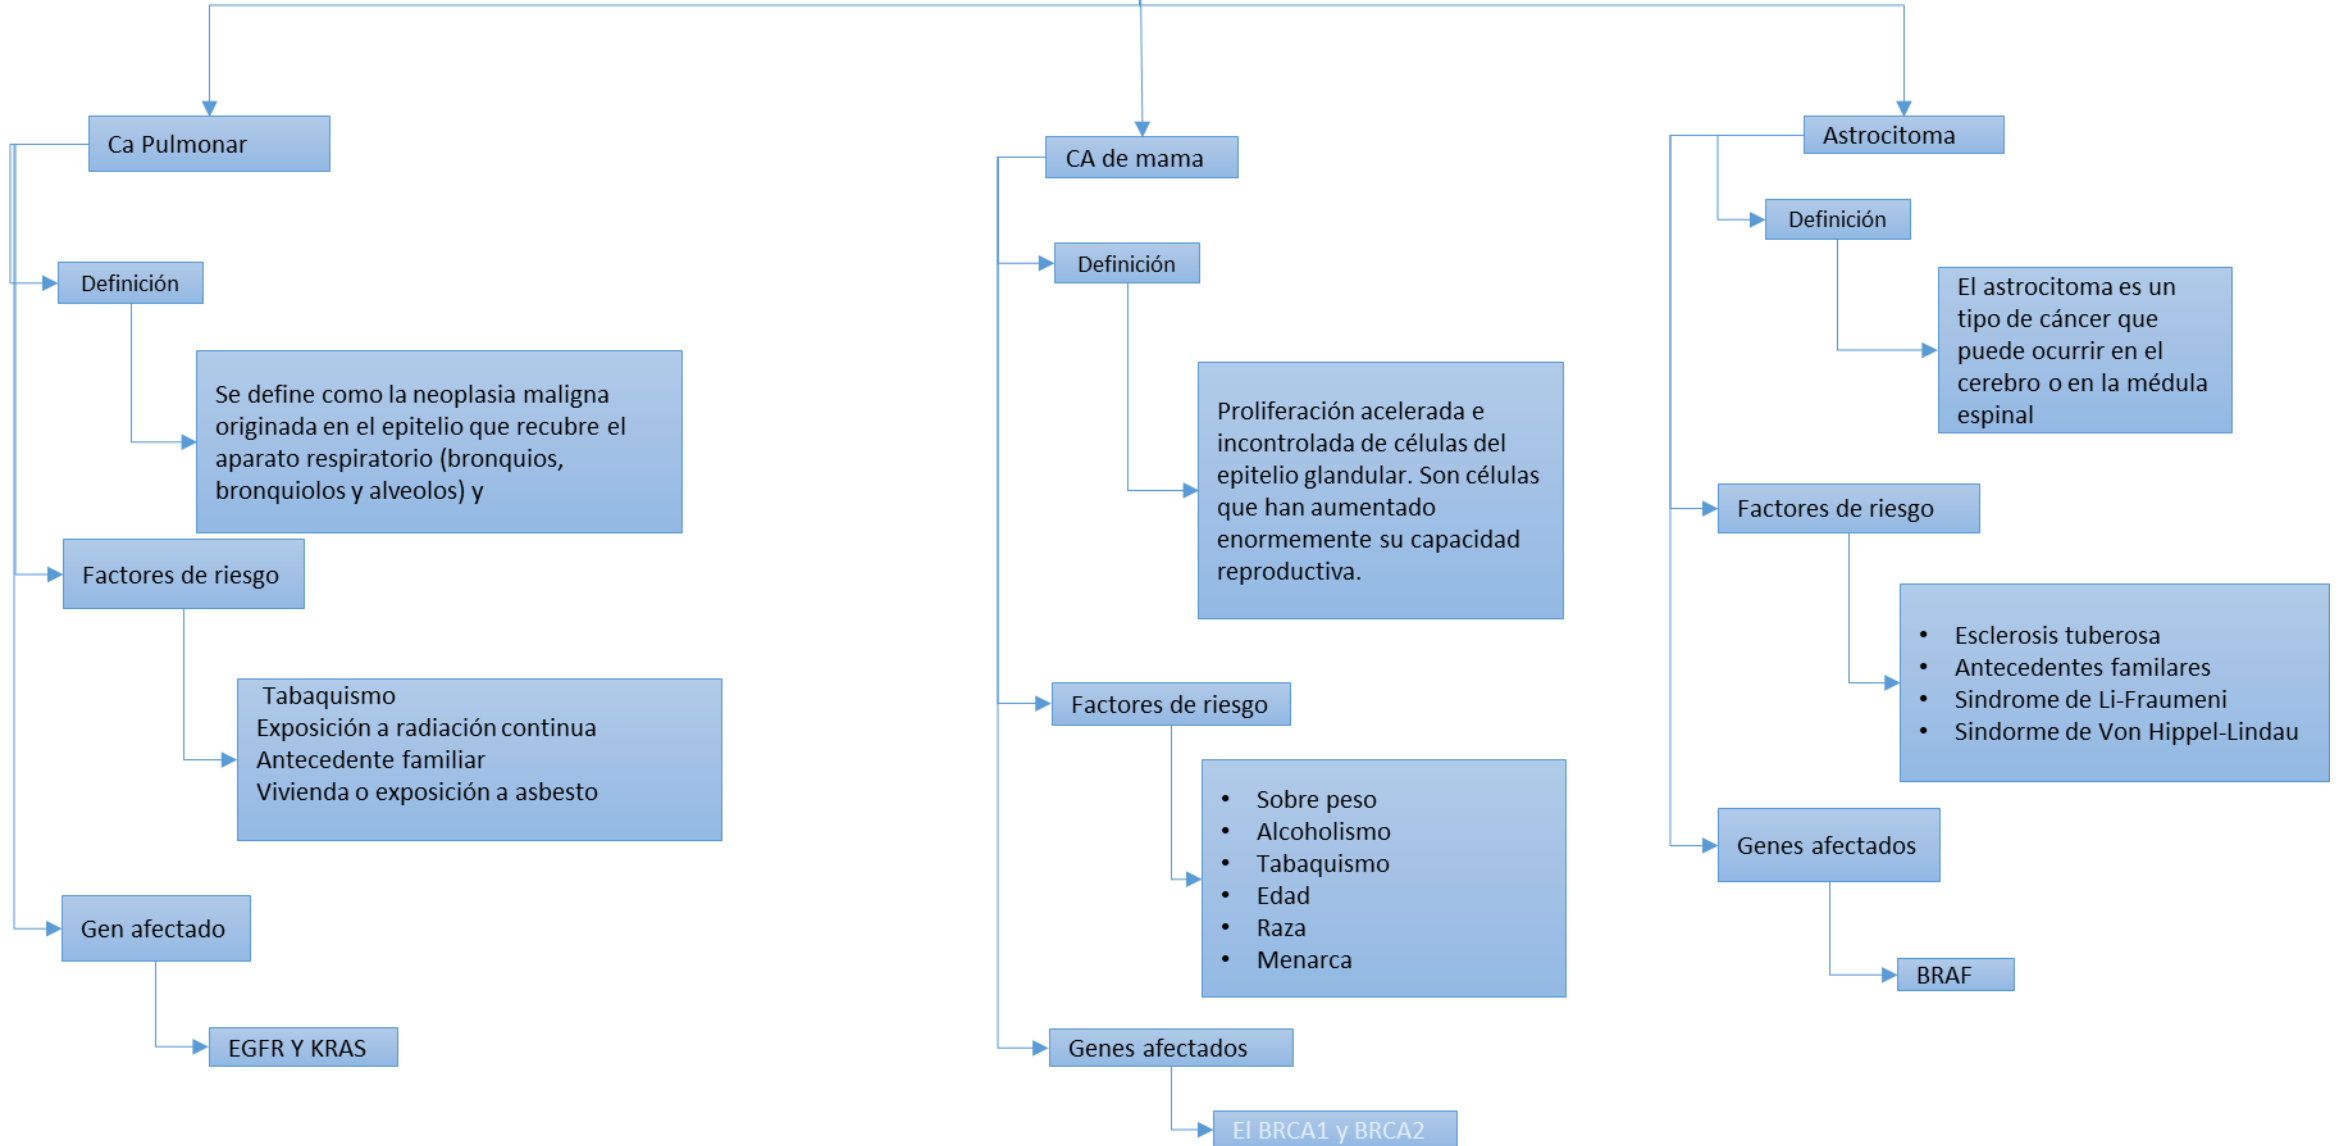 Ca Pulmonar
Definición
Se define como la neoplasia maligna
originada en el epitelio que recubre el
aparato respiratorio (bronquios,
bronquiolos y alveolos) y
Factores de riesgo
Tabaquismo
Exposición a radiación continua
Antecedente familiar
Vivienda o exposición a asbesto
Gen afectado
EGFR Y KRAS
CA de mama
Definición
Proliferación acelerada e
incontrolada de células del
epitelio glandular. Son células
que han aumentado
enormemente su capacidad
reproductiva.
Factores de riesgo
• Sobre peso
• Alcoholismo
• Tabaquismo
• Edad
• Raza
• Menarca
Genes afectados
El BRCA1 y BRCA2
Astrocitoma
Definición
El astrocitoma es un
tipo de cáncer que
puede ocurrir en el
cerebro o en la médula
espinal
Factores de riesgo
• Esclerosis tuberosa
• Antecedentes familares
• Sindrome de Li-Fraumeni
• Sindorme de Von Hippel-Lindau
Genes afectados
BRAF